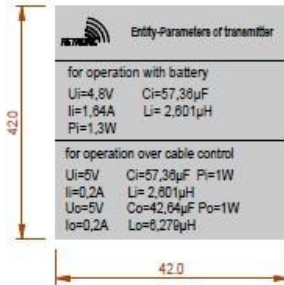 Entity-Parameters of transmitter
for operation with battery
Ui=4,8V Ci=57,36µF
Ii=1,64A Li= 2,601µH
Pi=1,3W
for operation over cable control
Ui=5V Ci=57,36µF Pi=1W
Ii=0,2A Li= 2,601µH
Uo=5V Co=42,64µF Po=1W
Io=0,2A Lo=6,279µH
42.0
42.0